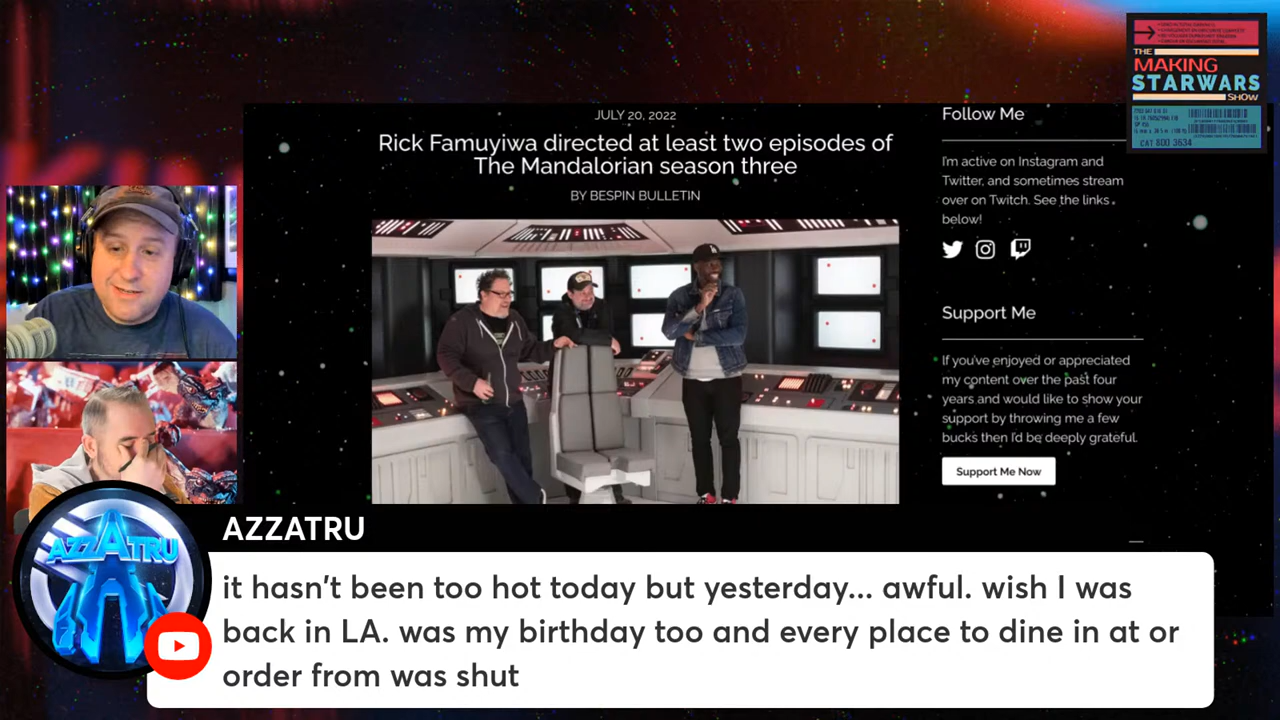 THE
MAKING
STARWARS
SHOW
CAT 800 3634
JULY 20, 2022
Rick Famuyiwa directed at least two episodes of
The Mandalorian season three
BY BESPIN BULLETIN
Follow Me
I'm active on Instagram and
Twitter, and sometimes stream
over on Twitch. See the links
below!
Support Me
If you've enjoyed or appreciated
my content over the past four
years and would like to show your
support by throwing me a few
bucks then I'd be deeply grateful.
Support Me Now
AZZATRU
AZZATRU
it hasn't been too hot today but yesterday... awful. wish I was
back in LA. was my birthday too and every place to dine in at or
order from was shut